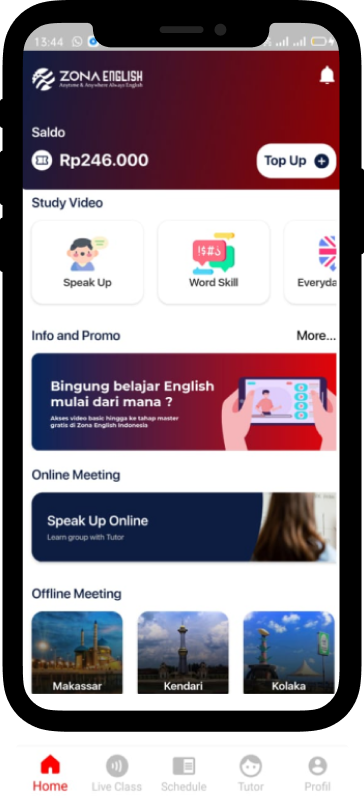 13:44
ZONA ENGLISH
Anytime & Anywhere Always English
Saldo
Rp246.000
Top Up
Study Video
Speak Up
!$#გ
Word Skill
Everyda
Info and Promo
More...
Bingung belajar English
mulai dari mana ?
Akses video basic hingga ke tahap master
gratis di Zona English Indonesia
Online Meeting
Speak Up Online
Learn group with Tutor
Offline Meeting
Makassar
Kendari
Kolaka
Home
Live Class
Schedule
Tutor
Profil